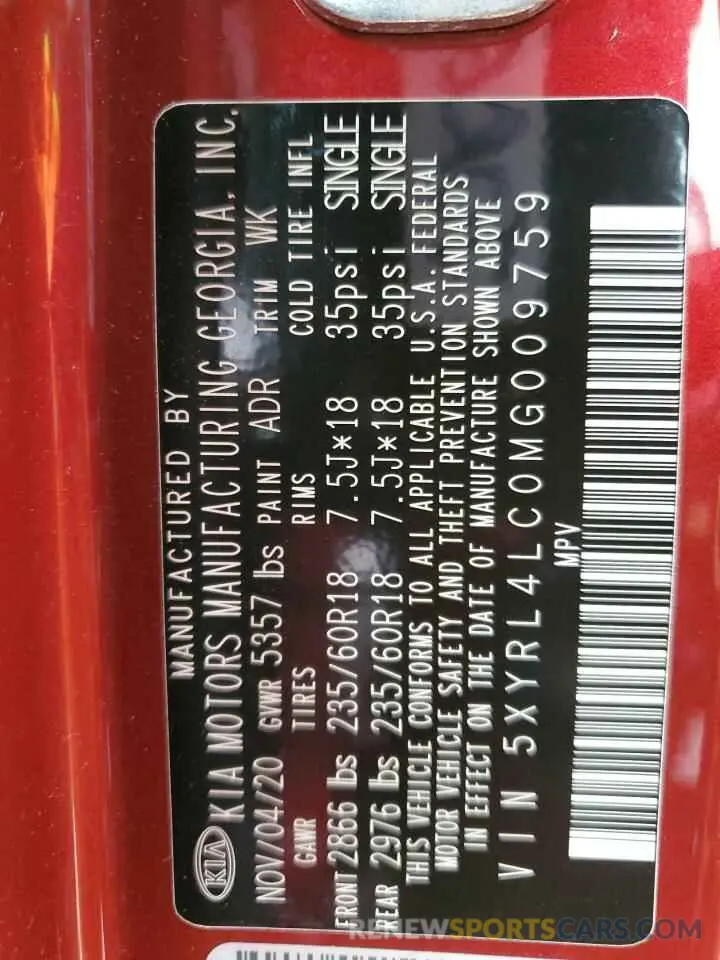 MANUFACTURED BY
KIA KIA MOTORS MANUFACTURING GEORGIA, INC.
NOV/04/20 GVWR 5357 lbs PAINT ADR TRIM WK
GAWR TIRES RIMS COLD TIRE INFL
FRONT 2866 lbs 235/60R18 7.5J*18 35psi SINGLE
REAR 2976 lbs 235/60R18 7.5J*18 35psi SINGLE
THIS VEHICLE CONFORMS TO ALL APPLICABLE U.S.A. FEDERAL
MOTOR VEHICLE SAFETY AND THEFT PREVENTION STANDARDS
IN EFFECT ON THE DATE OF MANUFACTURE SHOWN ABOVE
VIN 5XYRL4LC0MG009759
MPV
RENEWSPORTSCARS.COM